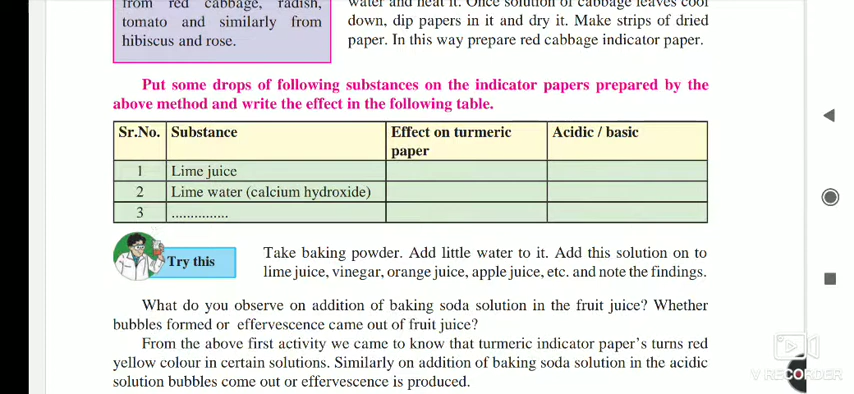 from red cabbage, radish,
tomato and similarly from
hibiscus and rose.
water and heat it. Once solution of cabbage leaves cool
down, dip papers in it and dry it. Make strips of dried
paper. In this way prepare red cabbage indicator paper.
Put some drops of following substances on the indicator papers prepared by the
above method and write the effect in the following table.
Sr.No. Substance Effect on turmeric paper Acidic / basic
1 Lime juice
2 Lime water (calcium hydroxide)
3 ...............
Try this
Take baking powder. Add little water to it. Add this solution on to
lime juice, vinegar, orange juice, apple juice, etc. and note the findings.
What do you observe on addition of baking soda solution in the fruit juice? Whether
bubbles formed or effervescence came out of fruit juice?
From the above first activity we came to know that turmeric indicator paper's turns red
yellow colour in certain solutions. Similarly on addition of baking soda solution in the acidic
solution bubbles come out or effervescence is produced.
V RECORDER